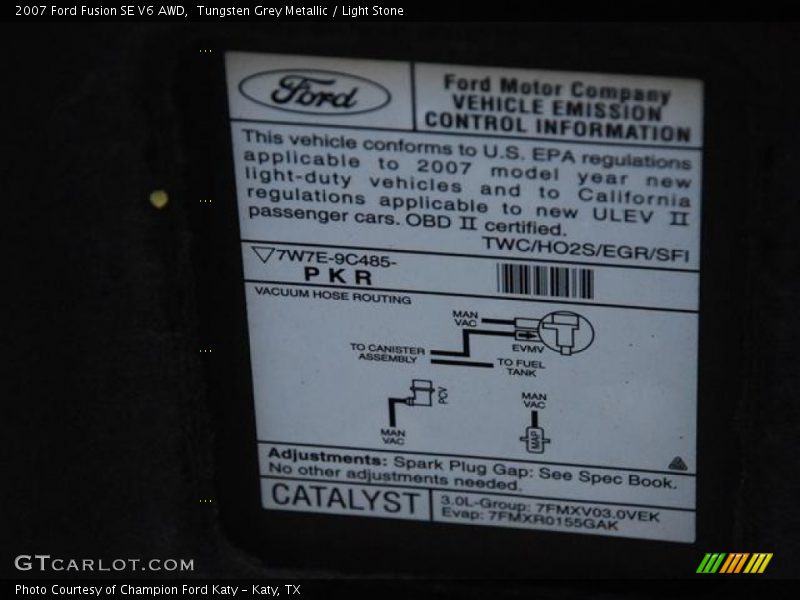 2007 Ford Fusion SE V6 AWD,  Tungsten Grey Metallic / Light Stone
Ford
Ford Motor Company
VEHICLE EMISSION
CONTROL INFORMATION
This vehicle conforms to U.S. EPA regulations
applicable to 2007 model year new
light-duty vehicles and to California
regulations applicable to new ULEV II
passenger cars. OBD II certified.
TWC/HO2S/EGR/SFI
7W7E-9C485-
PKR
VACUUM HOSE ROUTING
MAN
VAC
EVMV
TO CANISTER
ASSEMBLY
TO FUEL
TANK
PCV
MAN
VAC
MAN
VAC
MAP
Adjustments: Spark Plug Gap: See Spec Book.
No other adjustments needed.
CATALYST
3.0L-Group: 7FMXV03.0VEK
Evap: 7FMXR0155GAK
GTCARLOT.COM
Photo Courtesy of Champion Ford Katy - Katy, TX